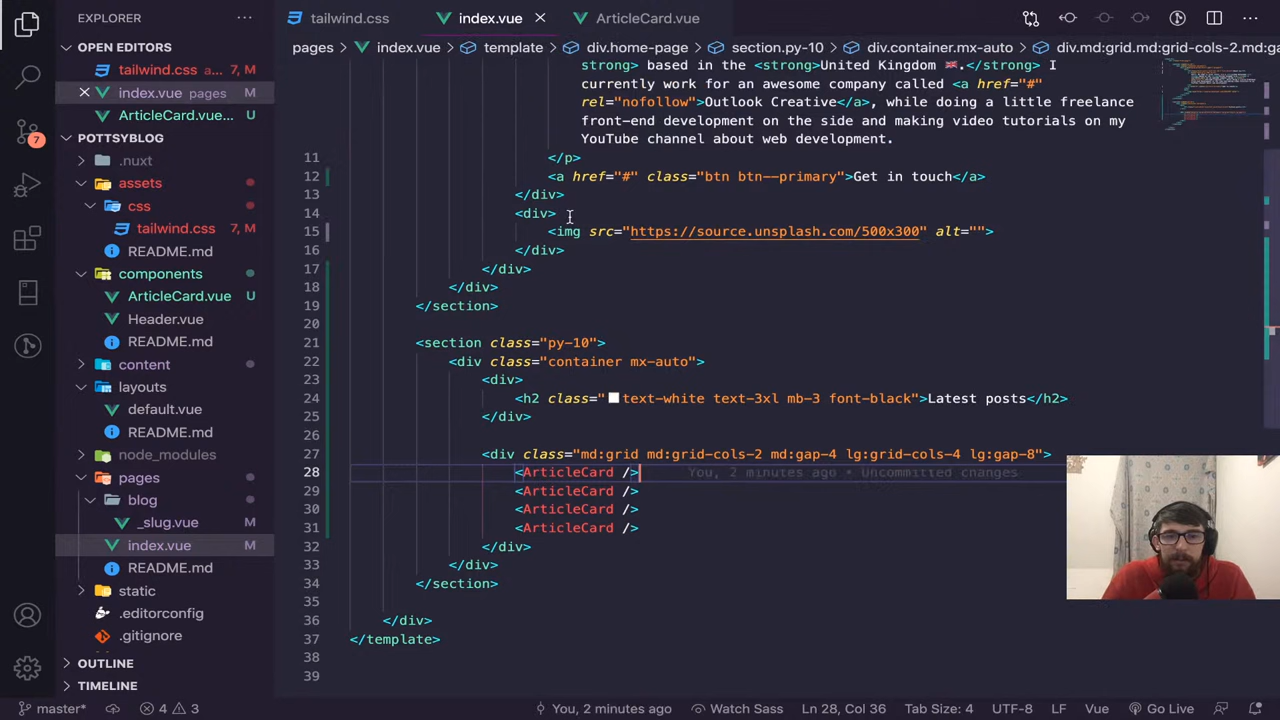 EXPLORER
OPEN EDITORS
tailwind.css a... 7, M
index.vue pages M
ArticleCard.vue... U
POTTSYBLOG
.nuxt
assets
css
tailwind.css 7, M
README.md
components
ArticleCard.vue U
Header.vue
README.md
content
layouts
default.vue
README.md
node_modules
pages
blog
_slug.vue M
index.vue M
README.md
static
.editorconfig
.gitignore
OUTLINE
TIMELINE
7
tailwind.css index.vue ArticleCard.vue
pages > index.vue > template > div.home-page > section.py-10 > div.container.mx-auto > div.md:grid.md:grid-cols-2.md:ga
strong> based in the <strong>United Kingdom 🇬🇧.</strong> I
currently work for an awesome company called <a href="#"
rel="nofollow">Outlook Creative</a>, while doing a little freelance
front-end development on the side and making video tutorials on my
YouTube channel about web development.
11 </p>
12 <a href="#" class="btn btn--primary">Get in touch</a>
13 </div>
14 <div>
15 <img src="https://source.unsplash.com/500x300" alt="">
16 </div>
17 </div>
18 </div>
19 </section>
20
21 <section class="py-10">
22 <div class="container mx-auto">
23 <div>
24 <h2 class="text-white text-3xl mb-3 font-black">Latest posts</h2>
25 </div>
26
27 <div class="md:grid md:grid-cols-2 md:gap-4 lg:grid-cols-4 lg:gap-8">
28 <ArticleCard /> You, 2 minutes ago • Uncommitted changes
29 <ArticleCard />
30 <ArticleCard />
31 <ArticleCard />
32 </div>
33 </div>
34 </section>
35
36 </div>
37 </template>
38
39
master* 4 3 You, 2 minutes ago Watch Sass Ln 28, Col 36 Tab Size: 4 UTF-8 LF Vue Go Live